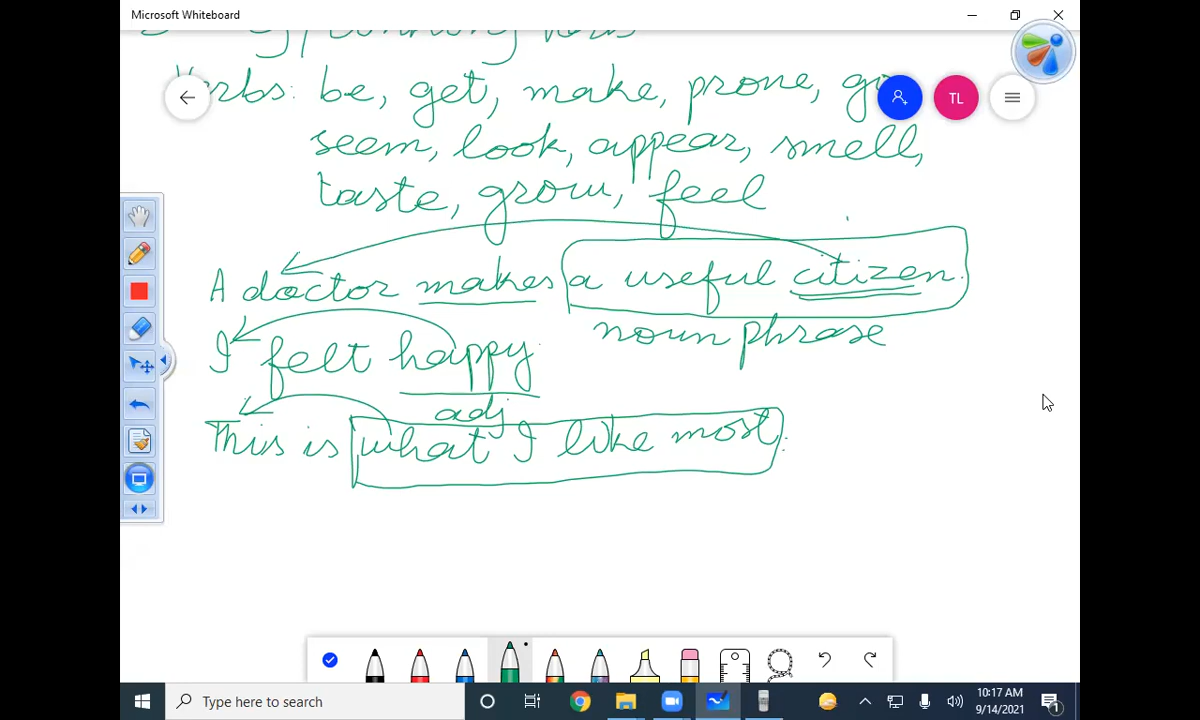 Microsoft Whiteboard
Verbs: be, get, make, prone,
TL
seem, look, appear, smell,
taste, grow, feel
A doctor makes a useful citizen.
noun phrase
I felt happy.
adj
This is what I like most.
Type here to search
10:17 AM
9/14/2021
1